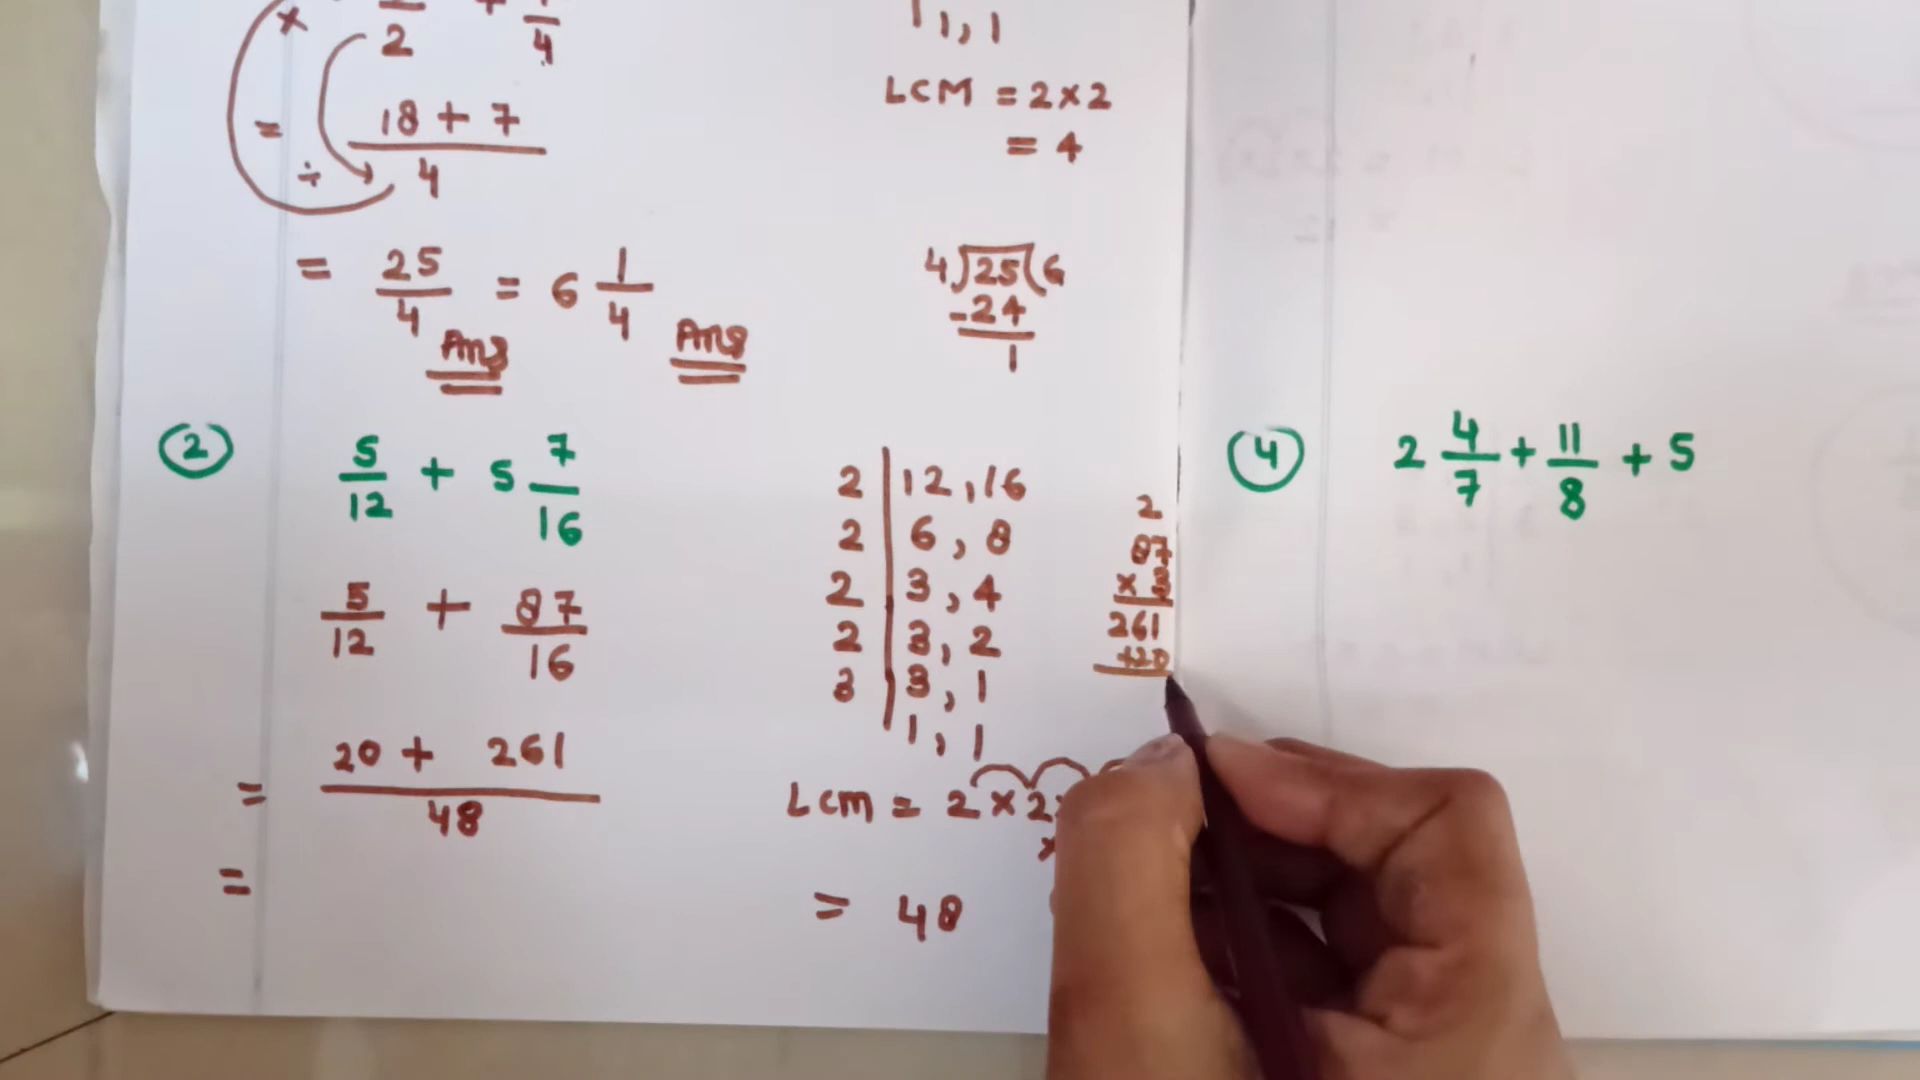 × 2 + 4
= 18 + 7
÷ 4
= 25/4 = 6 1/4
Ans Ans
1, 1
LCM = 2×2
= 4
4)25(6
-24
1
② 5/12 + 5 7/16
5/12 + 87/16
= 20 + 261
48
=
2 | 12, 16
2 | 6, 8
2 | 3, 4
2 | 3, 2
3 | 3, 1
1, 1
Lcm = 2×2
×
= 48
2
87
× 3
261
+20
④ 2 4/7 + 11/8 + 5